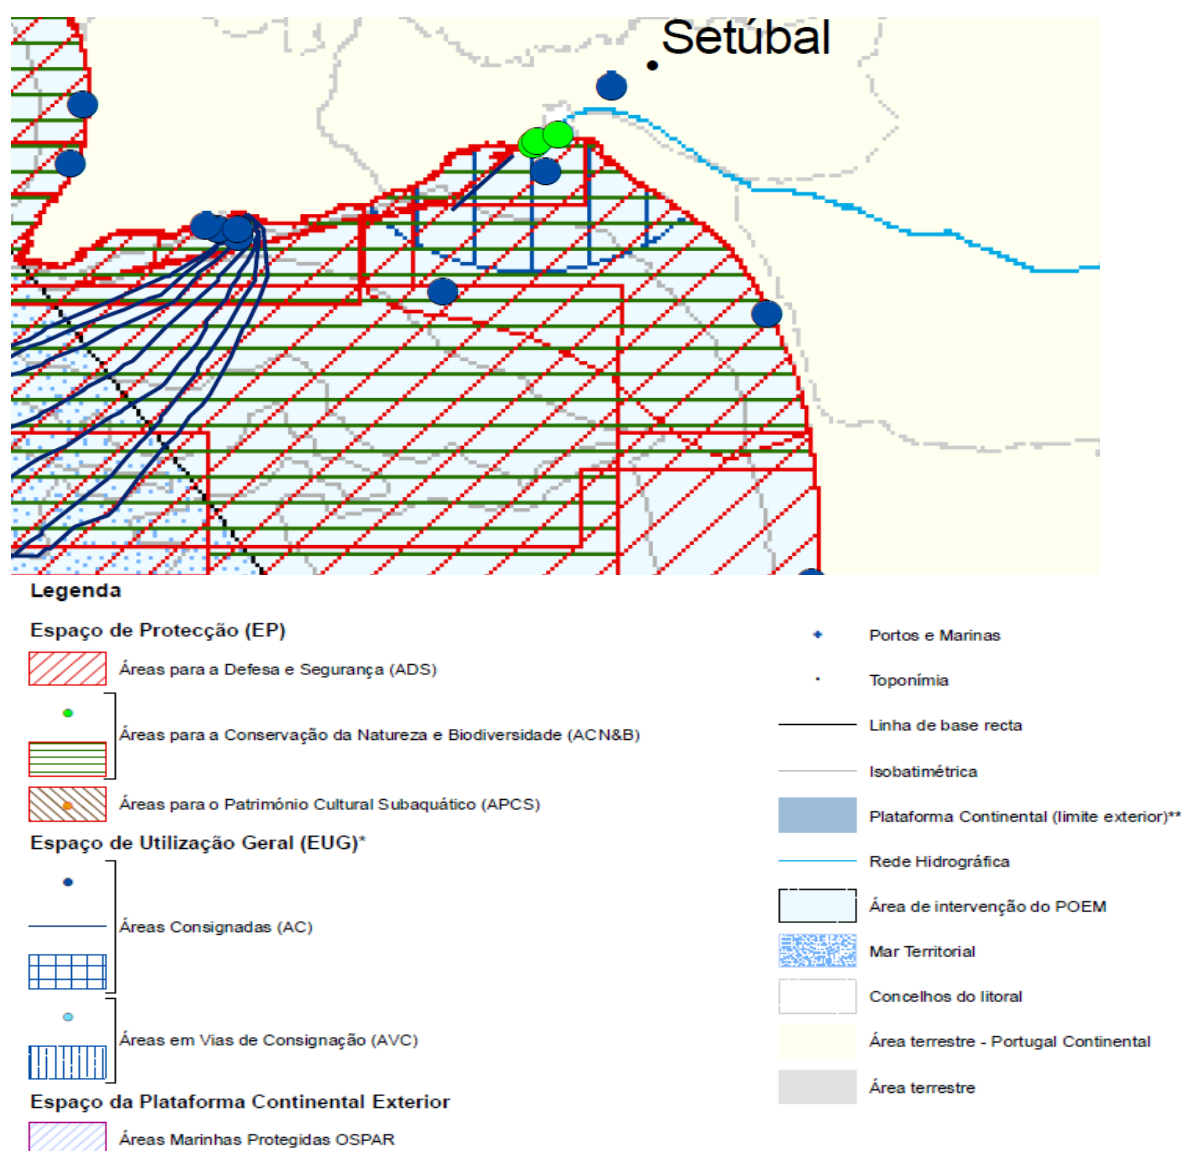 Setúbal
Legenda
Espaço de Protecção (EP)
Áreas para a Defesa e Segurança (ADS)
Áreas para a Conservação da Natureza e Biodiversidade (ACN&B)
Áreas para o Património Cultural Subaquático (APCS)
Espaço de Utilização Geral (EUG)*
Áreas Consignadas (AC)
Áreas em Vias de Consignação (AVC)
Espaço da Plataforma Continental Exterior
Áreas Marinhas Protegidas OSPAR
Portos e Marinas
Toponímia
Linha de base recta
Isobatimétrica
Plataforma Continental (limite exterior)**
Rede Hidrográfica
Área de intervenção do POEM
Mar Territorial
Concelhos do litoral
Área terrestre - Portugal Continental
Área terrestre